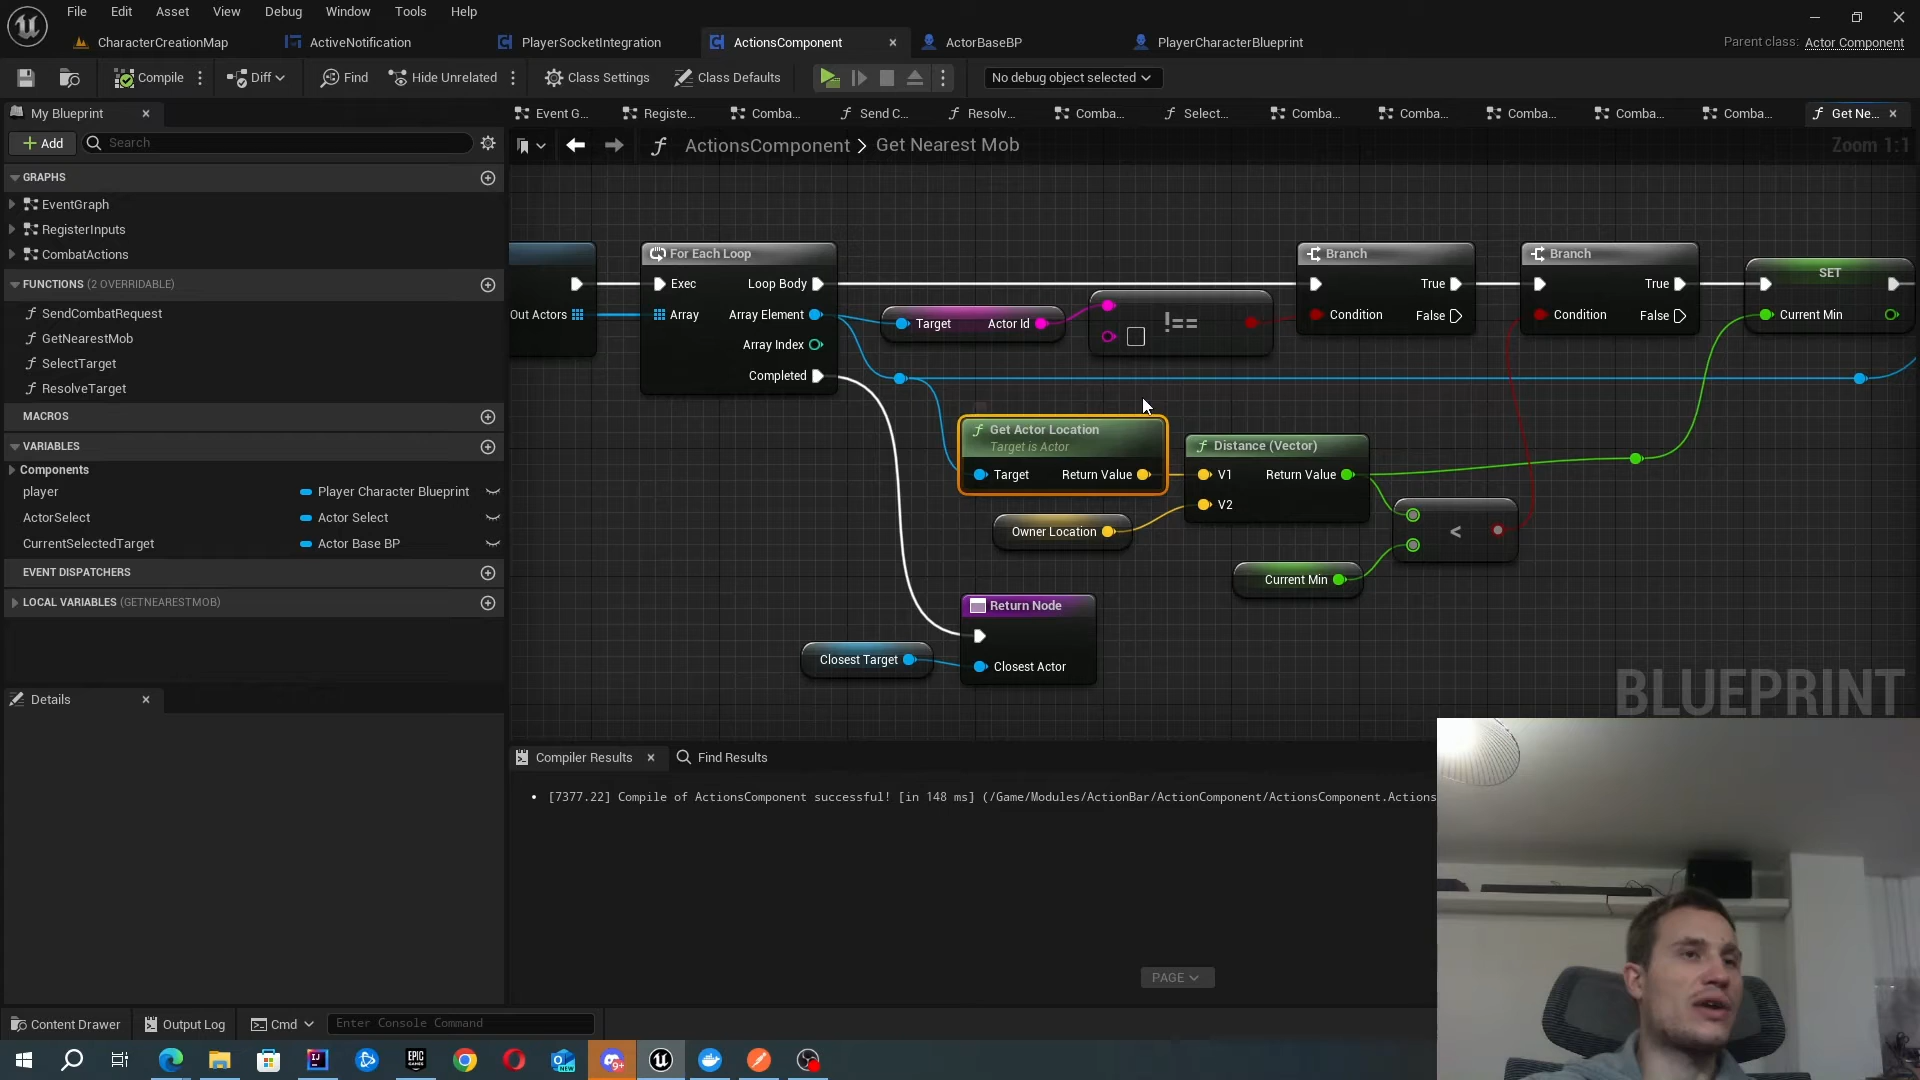 File Edit Asset View Debug Window Tools Help
CharacterCreationMap ActiveNotification PlayerSocketIntegration ActionsComponent ActorBaseBP PlayerCharacterBlueprint
Parent class: Actor Component
Compile Diff Find Hide Unrelated Class Settings Class Defaults No debug object selected
My Blueprint
Add
Search
GRAPHS
EventGraph
RegisterInputs
CombatActions
FUNCTIONS (2 OVERRIDABLE)
SendCombatRequest
GetNearestMob
SelectTarget
ResolveTarget
MACROS
VARIABLES
Components
player Player Character Blueprint
ActorSelect Actor Select
CurrentSelectedTarget Actor Base BP
EVENT DISPATCHERS
LOCAL VARIABLES (GETNEARESTMOB)
Details
Event G... Registe... Comba... Send C... Resolv... Comba... Select... Comba... Comba... Comba... Comba... Comba... Get Ne...
ActionsComponent > Get Nearest Mob
Zoom 1:1
Out Actors
For Each Loop
Exec Loop Body
Array Array Element
Array Index
Completed
Target Actor Id
!==
Branch
True
Condition False
Branch
True
Condition False
SET
Current Min
Get Actor Location
Target is Actor
Target Return Value
Distance (Vector)
V1 Return Value
V2
Owner Location
<
Current Min
Return Node
Closest Actor
Closest Target
BLUEPRINT
Compiler Results Find Results
[7377.22] Compile of ActionsComponent successful! [in 148 ms] (/Game/Modules/ActionBar/ActionComponent/ActionsComponent.Actions
PAGE
Content Drawer Output Log Cmd Enter Console Command
IJ EPIC GAMES NEW 9+